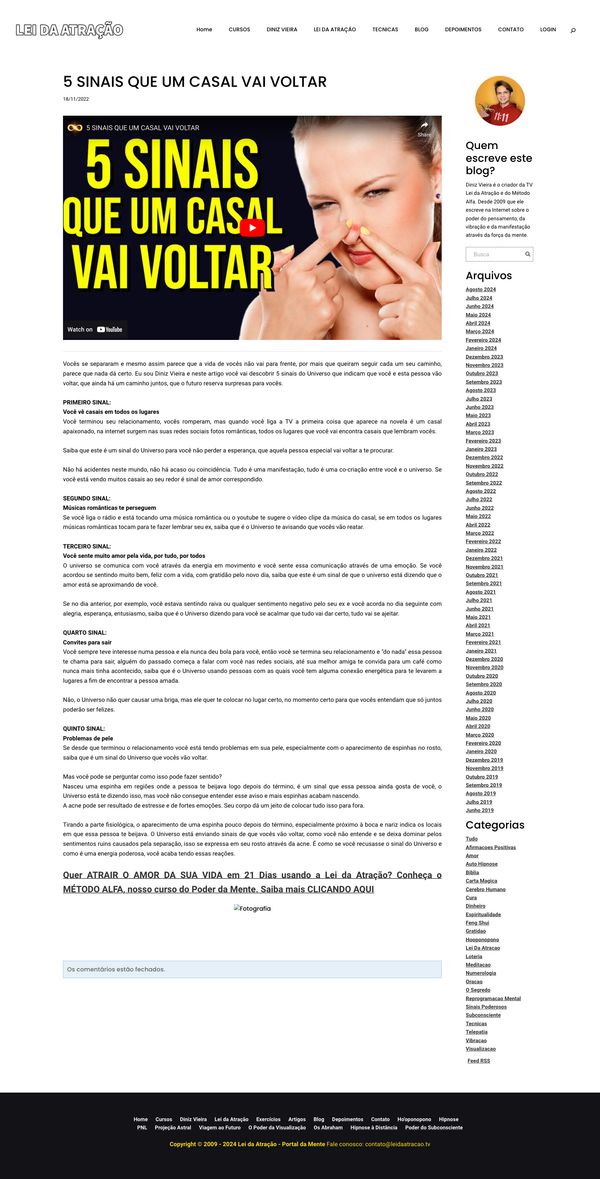 LEI DA ATRAÇÃO
Home CURSOS DINIZ VIEIRA LEI DA ATRAÇÃO TECNICAS BLOG DEPOIMENTOS CONTATO LOGIN
5 SINAIS QUE UM CASAL VAI VOLTAR
18/11/2022
5 SINAIS QUE UM CASAL VAI VOLTAR
Share
5 SINAIS
QUE UM CASAL
VAI VOLTAR
Watch on YouTube
Vocês se separaram e mesmo assim parece que a vida de vocês não vai para frente, por mais que queiram seguir cada um seu caminho,
parece que nada dá certo. Eu sou Diniz Vieira e neste artigo você vai descobrir 5 sinais do Universo que indicam que você e esta pessoa vão
voltar, que ainda há um caminho juntos, que o futuro reserva surpresas para vocês.
PRIMEIRO SINAL:
Você vê casais em todos os lugares
Você terminou seu relacionamento, vocês romperam, mas quando você liga a TV a primeira coisa que aparece na novela é um casal
apaixonado, na internet surgem nas suas redes sociais fotos românticas, todos os lugares que você vai encontra casais que lembram vocês.
Saiba que este é um sinal do Universo para você não perder a esperança, que aquela pessoa especial vai voltar a te procurar.
Não há acidentes neste mundo, não há acaso ou coincidência. Tudo é uma manifestação, tudo é uma co-criação entre você e o universo. Se
você está vendo muitos casais ao seu redor é sinal de amor correspondido.
SEGUNDO SINAL:
Músicas românticas te perseguem
Se você liga o rádio e está tocando uma música romântica ou o youtube te sugere o vídeo clipe da música do casal, se em todos os lugares
músicas românticas tocam para te fazer lembrar seu ex, saiba que é o Universo te avisando que vocês vão reatar.
TERCEIRO SINAL:
Você sente muito amor pela vida, por tudo, por todos
O universo se comunica com você através da energia em movimento e você sente essa comunicação através de uma emoção. Se você
acordou se sentindo muito bem, feliz com a vida, com gratidão pelo novo dia, saiba que este é um sinal de que o universo está dizendo que o
amor está se aproximando de você.
Se no dia anterior, por exemplo, você estava sentindo raiva ou qualquer sentimento negativo pelo seu ex e você acorda no dia seguinte com
alegria, esperança, entusiasmo, saiba que é o Universo dizendo para você se acalmar que tudo vai dar certo, tudo vai se ajeitar.
QUARTO SINAL:
Convites para sair
Você sempre teve interesse numa pessoa e ela nunca deu bola para você, então você se termina seu relacionamento e "do nada" essa pessoa
te chama para sair, alguém do passado começa a falar com você nas redes sociais, até sua melhor amiga te convida para um café como
nunca mais tinha acontecido, saiba que é o Universo usando pessoas com as quais você tem alguma conexão energética para te levarem a
lugares a fim de encontrar a pessoa amada.
Não, o Universo não quer causar uma briga, mas ele quer te colocar no lugar certo, no momento certo para que vocês entendam que só juntos
poderão ser felizes.
QUINTO SINAL:
Problemas de pele
Se desde que terminou o relacionamento você está tendo problemas em sua pele, especialmente com o aparecimento de espinhas no rosto,
saiba que é um sinal do Universo que vocês vão voltar.
Mas você pode se perguntar como isso pode fazer sentido?
Nasceu uma espinha em regiões onde a pessoa te beijava logo depois do término, é um sinal que essa pessoa ainda gosta de você, o
Universo está te dizendo isso, mas você não consegue entender esse aviso e mais espinhas acabam nascendo.
A acne pode ser resultado de estresse e de fortes emoções. Seu corpo dá um jeito de colocar tudo isso para fora.
Tirando a parte fisiológica, o aparecimento de uma espinha pouco depois do término, especialmente próximo à boca e nariz indica os locais
em que essa pessoa te beijava. O Universo está enviando sinais de que vocês vão voltar, como você não entende e se deixa dominar pelos
sentimentos ruins causados pela separação, isso se expressa em seu rosto através da acne. É como se você recusasse o sinal do Universo e
como é uma energia poderosa, você acaba tendo essas reações.
Quer ATRAIR O AMOR DA SUA VIDA em 21 Dias usando a Lei da Atração? Conheça o
MÉTODO ALFA, nosso curso do Poder da Mente. Saiba mais CLICANDO AQUI
Fotografia
Os comentários estão fechados.
11:11
Quem
escreve este
blog?
Diniz Vieira é o criador da TV
Lei da Atração e do Método
Alfa. Desde 2009 que ele
escreve na Internet sobre o
poder do pensamento, da
vibração e da manifestação
através da força da mente.
Busca
Arquivos
Agosto 2024
Julho 2024
Junho 2024
Maio 2024
Abril 2024
Março 2024
Fevereiro 2024
Janeiro 2024
Dezembro 2023
Novembro 2023
Outubro 2023
Setembro 2023
Agosto 2023
Julho 2023
Junho 2023
Maio 2023
Abril 2023
Março 2023
Fevereiro 2023
Janeiro 2023
Dezembro 2022
Novembro 2022
Outubro 2022
Setembro 2022
Agosto 2022
Julho 2022
Junho 2022
Maio 2022
Abril 2022
Março 2022
Fevereiro 2022
Janeiro 2022
Dezembro 2021
Novembro 2021
Outubro 2021
Setembro 2021
Agosto 2021
Julho 2021
Junho 2021
Maio 2021
Abril 2021
Março 2021
Fevereiro 2021
Janeiro 2021
Dezembro 2020
Novembro 2020
Outubro 2020
Setembro 2020
Agosto 2020
Julho 2020
Junho 2020
Maio 2020
Abril 2020
Março 2020
Fevereiro 2020
Janeiro 2020
Dezembro 2019
Novembro 2019
Outubro 2019
Setembro 2019
Agosto 2019
Julho 2019
Junho 2019
Categorias
Tudo
Afirmacoes Positivas
Amor
Auto Hipnose
Biblia
Carta Magica
Cerebro Humano
Cura
Dinheiro
Espiritualidade
Feng Shui
Gratidao
Hooponopono
Lei Da Atracao
Loteria
Meditacao
Numerologia
Oracao
O Segredo
Reprogramacao Mental
Sinais Poderosos
Subconsciente
Tecnicas
Telepatia
Vibracao
Visualizacao
Feed RSS
Home Cursos Diniz Vieira Lei da Atração Exercícios Artigos Blog Depoimentos Contato Ho'oponopono Hipnose
PNL Projeção Astral Viagem ao Futuro O Poder da Visualização Os Abraham Hipnose à Distância Poder do Subconsciente
Copyright © 2009 - 2024 Lei da Atração - Portal da Mente Fale conosco: contato@leidaatracao.tv